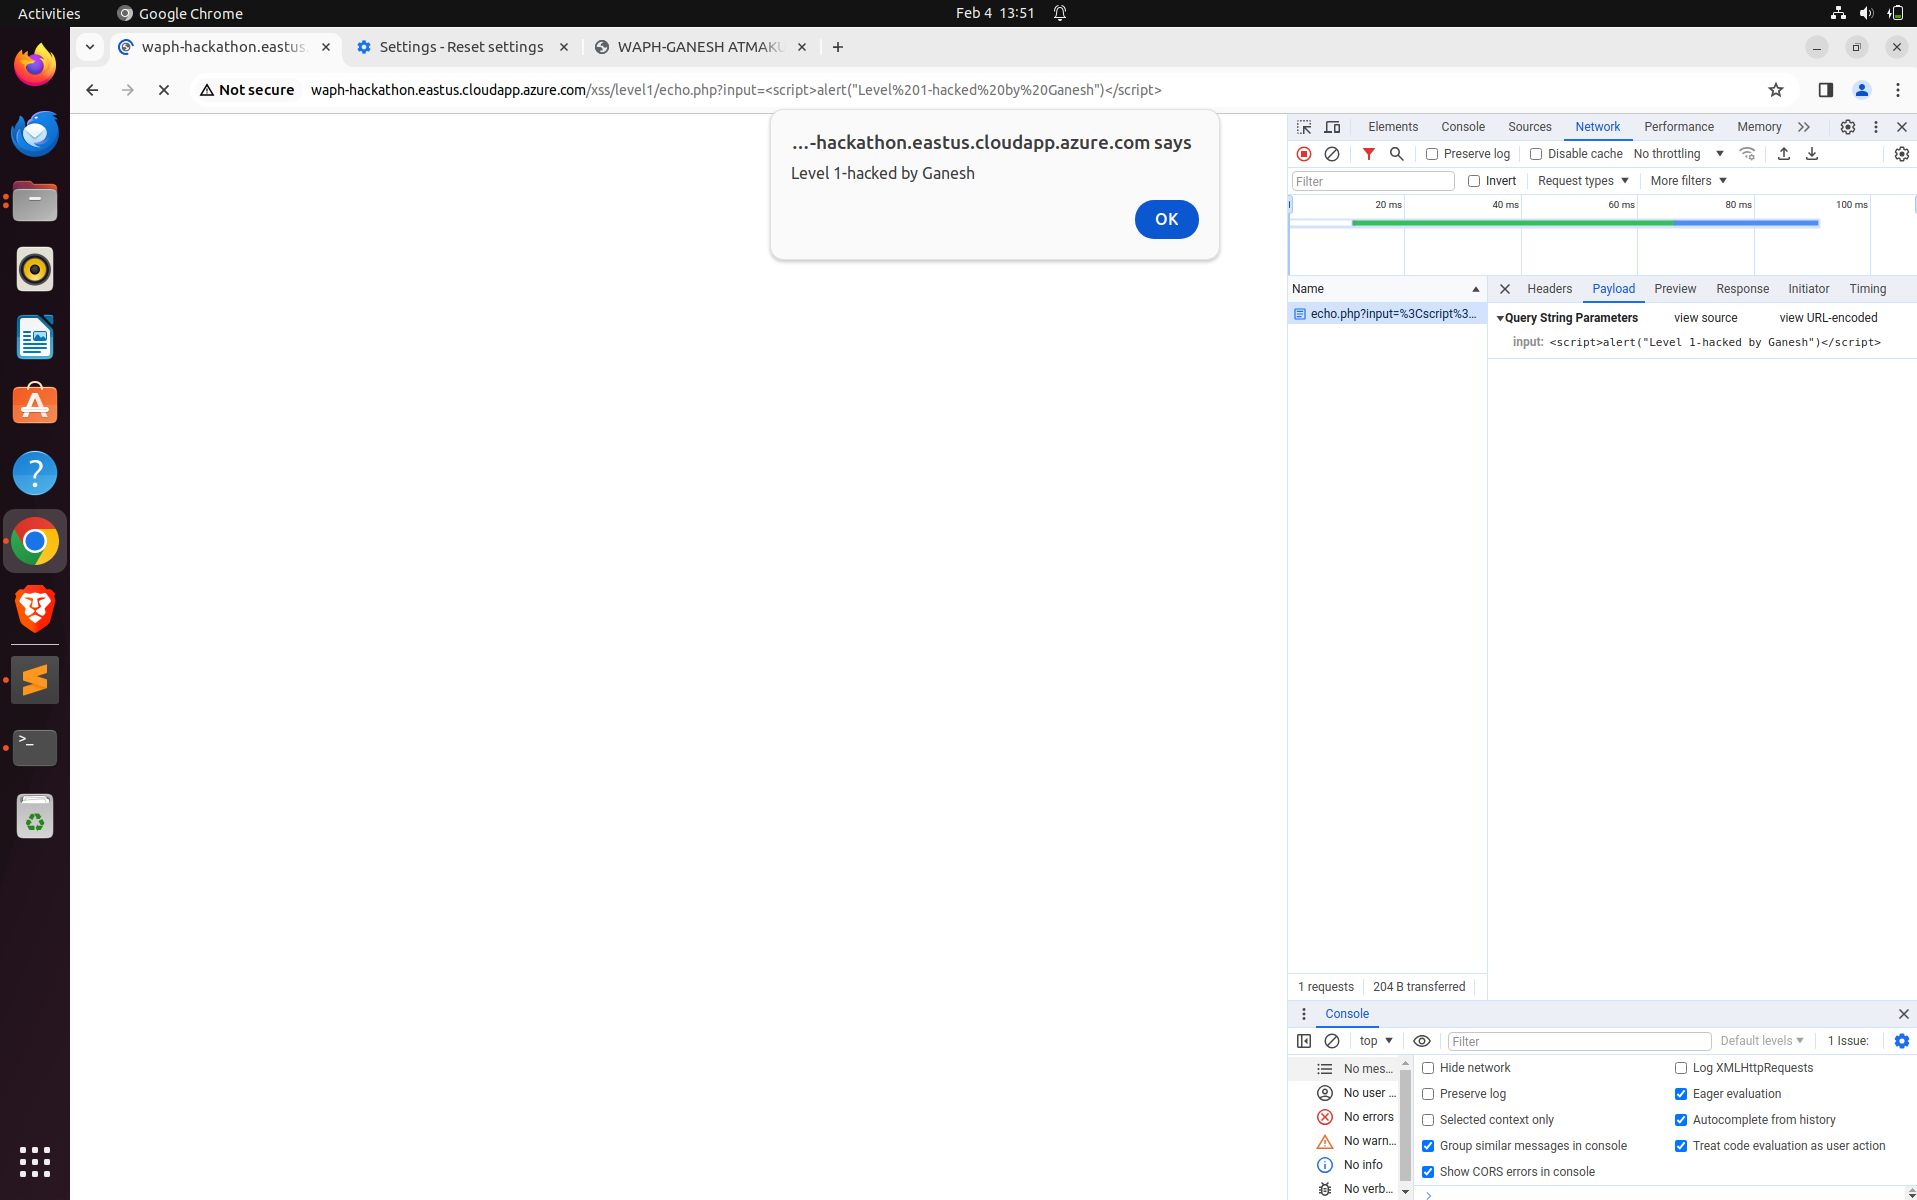 Activities
Google Chrome
Feb 4 13:51
waph-hackathon.eastus.
Settings - Reset settings
WAPH-GANESH ATMAKU
Not secure
waph-hackathon.eastus.cloudapp.azure.com/xss/level1/echo.php?input=<script>alert("Level%201-hacked%20by%20Ganesh")</script>
...-hackathon.eastus.cloudapp.azure.com says
Level 1-hacked by Ganesh
OK
Elements Console Sources Network Performance Memory
Preserve log Disable cache No throttling
Filter Invert Request types More filters
20 ms 40 ms 60 ms 80 ms 100 ms
Name
Headers Payload Preview Response Initiator Timing
echo.php?input=%3Cscript%3...
Query String Parameters view source view URL-encoded
input: <script>alert("Level 1-hacked by Ganesh")</script>
1 requests 204 B transferred
Console
top Filter Default levels 1 Issue:
No mes...
No user ...
No errors
No warn...
No info
No verb...
Hide network
Preserve log
Selected context only
Group similar messages in console
Show CORS errors in console
Log XMLHttpRequests
Eager evaluation
Autocomplete from history
Treat code evaluation as user action